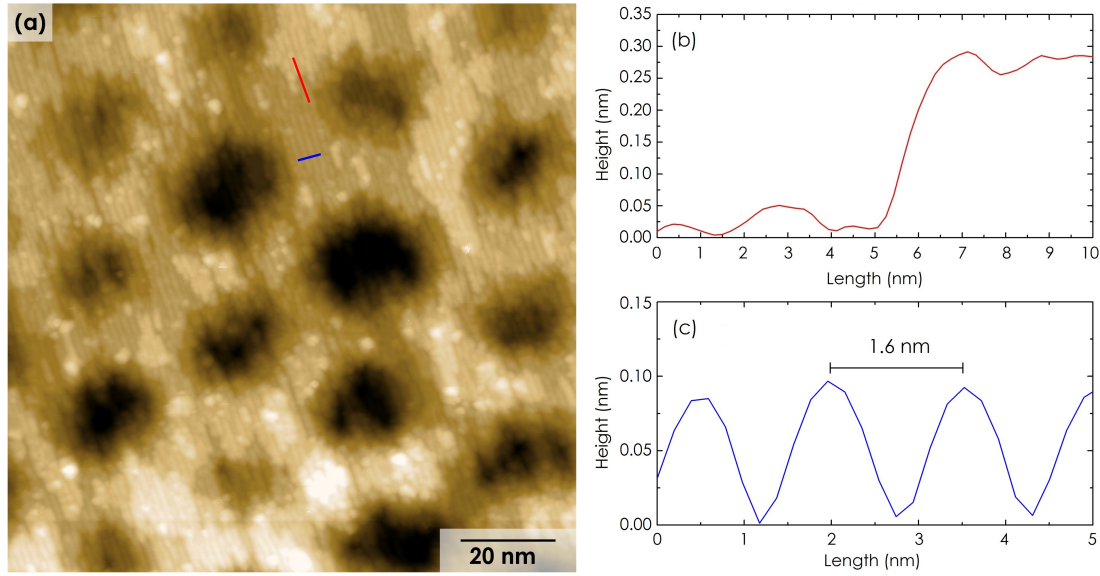 (a)
20 nm
(b)
0.35
0.30
0.25
0.20
0.15
0.10
0.05
0.00
Height (nm)
0 1 2 3 4 5 6 7 8 9 10
Length (nm)
(c)
1.6 nm
0.15
0.10
0.05
0.00
Height (nm)
0 1 2 3 4 5
Length (nm)